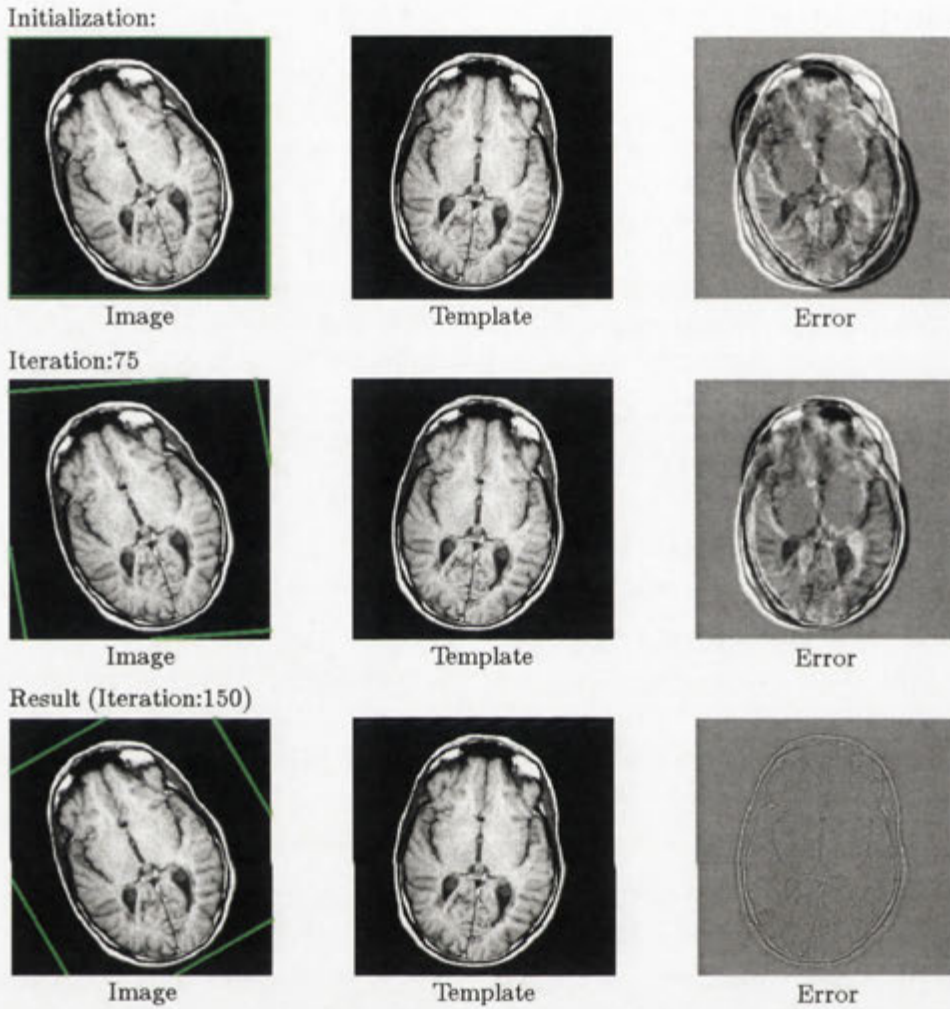 Initialization:
Image Template Error
Iteration:75
Image Template Error
Result (Iteration:150)
Image Template Error